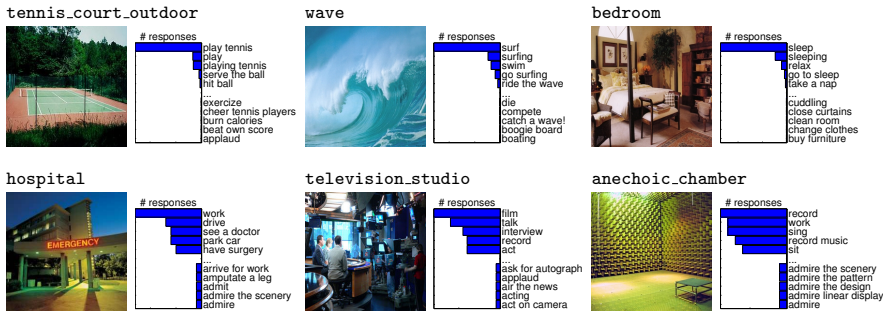 tennis_court_outdoor
# responses
play tennis
play
playing tennis
serve the ball
hit ball
...
exercize
cheer tennis players
burn calories
beat own score
applaud
wave
# responses
surf
surfing
swim
go surfing
ride the wave
...
die
compete
catch a wave!
boogie board
boating
bedroom
# responses
sleep
sleeping
relax
go to sleep
take a nap
...
cuddling
close curtains
clean room
change clothes
buy furniture
hospital
EMERGENCY
# responses
work
drive
see a doctor
park car
have surgery
...
arrive for work
amputate a leg
admit
admire the scenery
admire
television_studio
# responses
film
talk
interview
record
act
...
ask for autograph
applaud
air the news
acting
act on camera
anechoic_chamber
# responses
record
work
sing
record music
sit
...
admire the scenery
admire the pattern
admire the design
admire linear display
admire